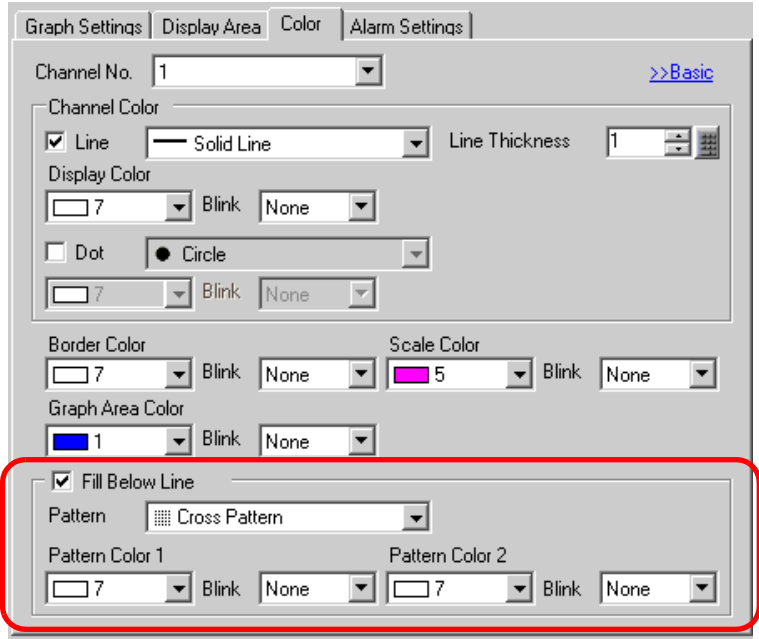 Graph Settings Display Area Color Alarm Settings
Channel No. 1 >>Basic
Channel Color
Line Solid Line Line Thickness 1
Display Color
7 Blink None
Dot Circle
7 Blink None
Border Color Scale Color
7 Blink None 5 Blink None
Graph Area Color
1 Blink None
Fill Below Line
Pattern Cross Pattern
Pattern Color 1 Pattern Color 2
7 Blink None 7 Blink None